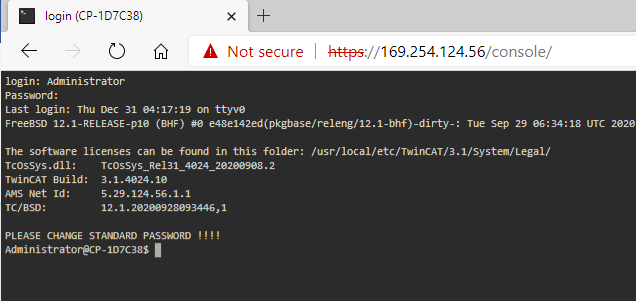 login (CP-1D7C38)
Not secure https://169.254.124.56/console/
login: Administrator
Password:
Last login: Thu Dec 31 04:17:19 on ttyv0
FreeBSD 12.1-RELEASE-p10 (BHF) #0 e48e142ed(pkgbase/releng/12.1-bhf)-dirty-: Tue Sep 29 06:34:18 UTC 2020
The software licenses can be found in this folder: /usr/local/etc/TwinCAT/3.1/System/Legal/
TcOsSys.dll: TcOsSys_Rel31_4024_20200908.2
TwinCAT Build: 3.1.4024.10
AMS Net Id: 5.29.124.56.1.1
TC/BSD: 12.1.20200928093446,1
PLEASE CHANGE STANDARD PASSWORD !!!!
Administrator@CP-1D7C38$